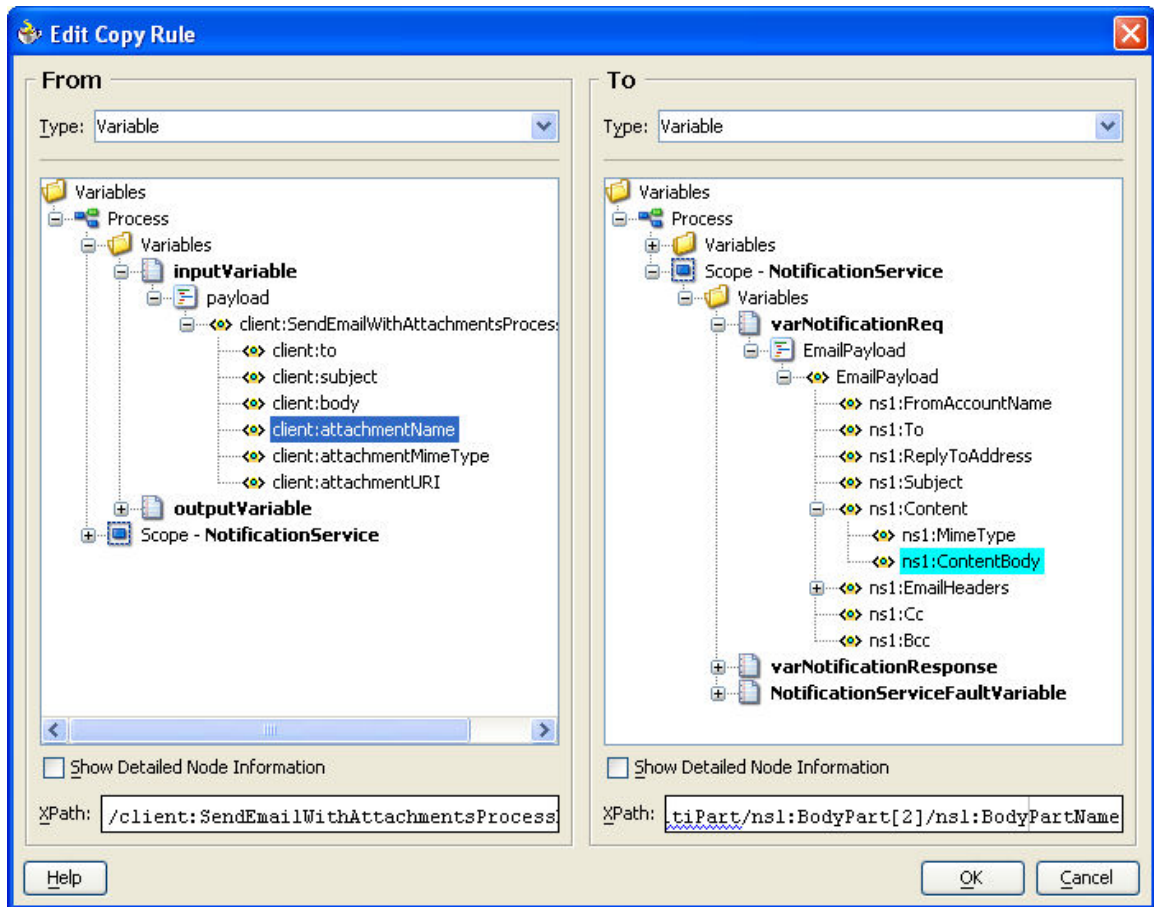 Edit Copy Rule
From
Type: Variable
Variables
Process
Variables
inputVariable
payload
client:SendEmailWithAttachmentsProces
client:to
client:subject
client:body
client:attachmentName
client:attachmentMimeType
client:attachmentURI
outputVariable
Scope - NotificationService
Show Detailed Node Information
XPath: /client:SendEmailWithAttachmentsProcess
To
Type: Variable
Variables
Process
Variables
Scope - NotificationService
Variables
varNotificationReq
EmailPayload
EmailPayload
ns1:FromAccountName
ns1:To
ns1:ReplyToAddress
ns1:Subject
ns1:Content
ns1:MimeType
ns1:ContentBody
ns1:EmailHeaders
ns1:Cc
ns1:Bcc
varNotificationResponse
NotificationServiceFaultVariable
Show Detailed Node Information
XPath: tiPart/ns1:BodyPart[2]/ns1:BodyPartName
Help
OK
Cancel